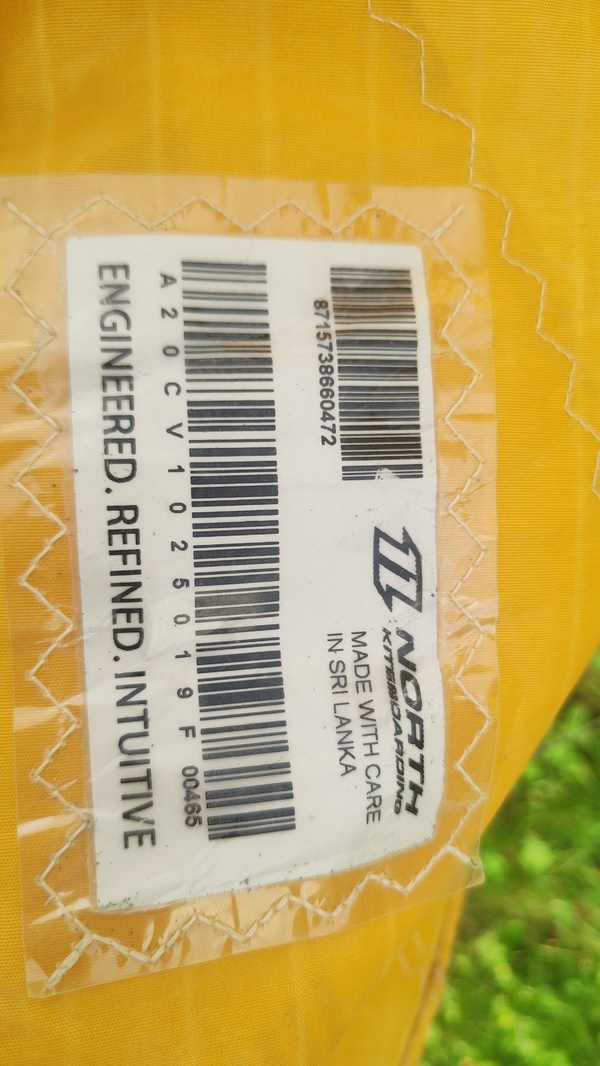 8715738660472
NORTH
KITEBOARDING
MADE WITH CARE
IN SRI LANKA
A20CV1025019F 00465
ENGINEERED. REFINED. INTUITIVE